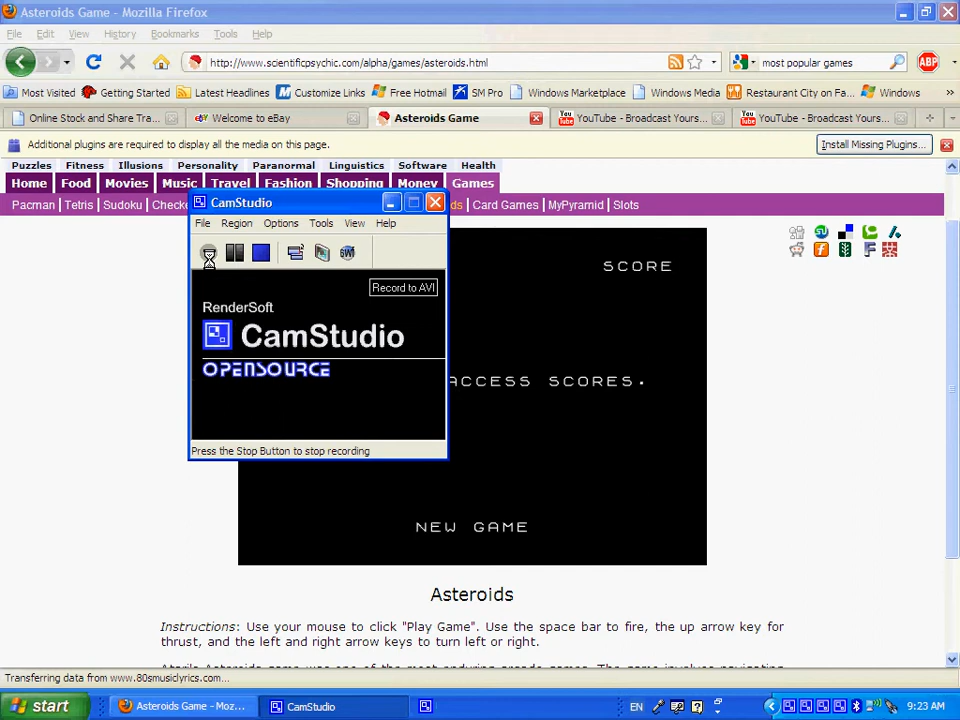 Asteroids Game - Mozilla Firefox
File Edit View History Bookmarks Tools Help
http://www.scientificpsychic.com/alpha/games/asteroids.html
most popular games
ABP
Most Visited Getting Started Latest Headlines Customize Links Free Hotmail SM Pro Windows Marketplace Windows Media Restaurant City on Fa... Windows »
Online Stock and Share Tra... Welcome to eBay Asteroids Game YouTube - Broadcast Yours... YouTube - Broadcast Yours...
Additional plugins are required to display all the media on this page.
Install Missing Plugins...
Puzzles Fitness Illusions Personality Paranormal Linguistics Software Health
Home Food Movies Music Travel Fashion Shopping Money Games
Pacman | Tetris | Sudoku | Checke
ds | Card Games | MyPyramid | Slots
CamStudio
File Region Options Tools View Help
SWF
Record to AVI
RenderSoft
CamStudio
OPENSOURCE
Press the Stop Button to stop recording
SCORE
ACCESS SCORES.
NEW GAME
Asteroids
Instructions: Use your mouse to click "Play Game". Use the space bar to fire, the up arrow key for
thrust, and the left and right arrow keys to turn left or right.
Transferring data from www.80smusiclyrics.com...
start Asteroids Game - Moz... CamStudio EN 9:23 AM